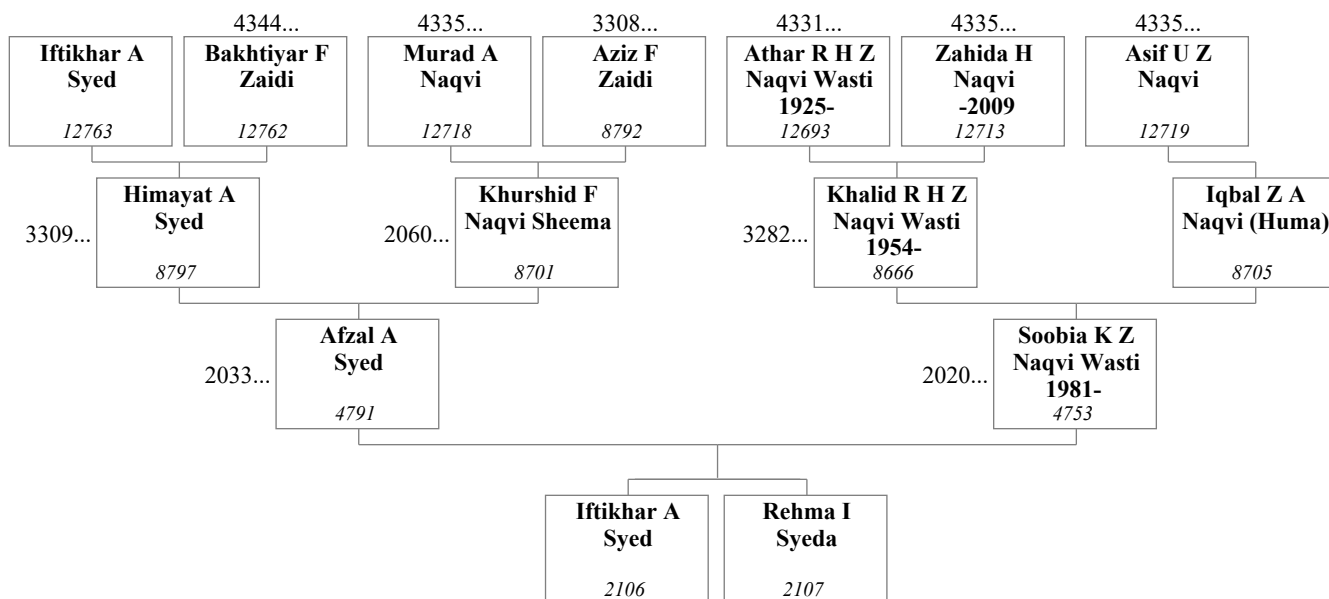 4344...
4335...
3308...
4331...
4335...
4335...
Iftikhar A
Syed
12763
Bakhtiyar F
Zaidi
12762
Murad A
Naqvi
12718
Aziz F
Zaidi
8792
Athar R H Z
Naqvi Wasti
1925-
12693
Zahida H
Naqvi
-2009
12713
Asif U Z
Naqvi
12719
3309...
Himayat A
Syed
8797
2060...
Khurshid F
Naqvi Sheema
8701
3282...
Khalid R H Z
Naqvi Wasti
1954-
8666
Iqbal Z A
Naqvi (Huma)
8705
2033...
Afzal A
Syed
4791
2020...
Soobia K Z
Naqvi Wasti
1981-
4753
Iftikhar A
Syed
2106
Rehma I
Syeda
2107